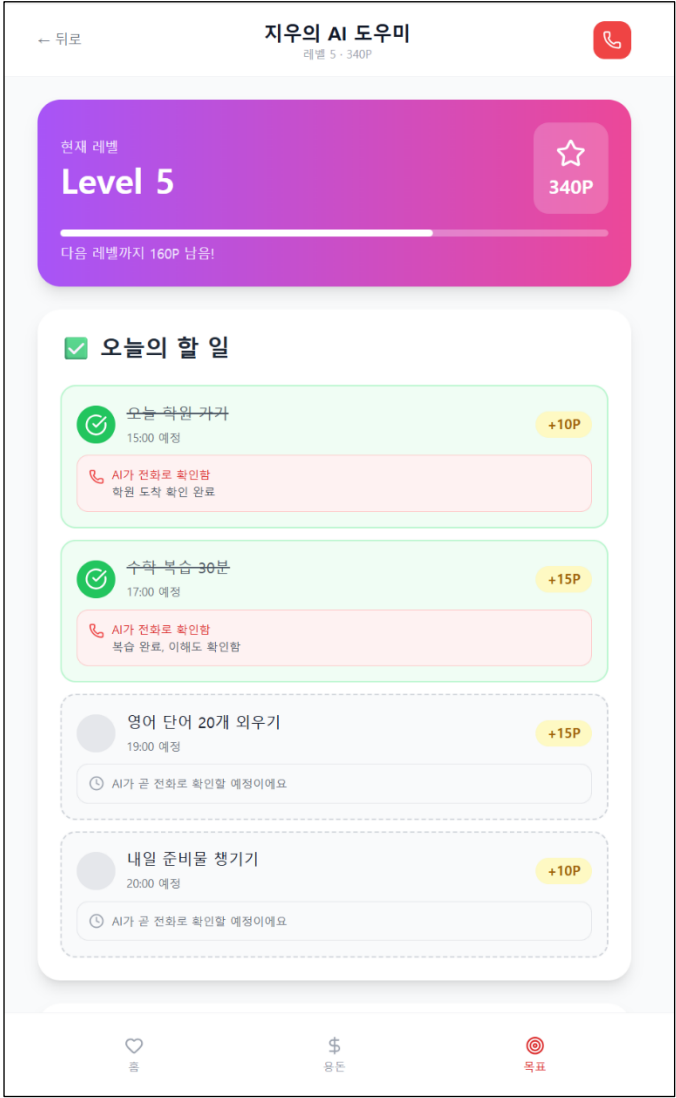 ← 뒤로
지우의 AI 도우미
레벨 5 · 340P
현재 레벨
Level 5
340P
다음 레벨까지 160P 남음!
오늘의 할 일
오늘 학원 가기
+10P
15:00 예정
AI가 전화로 확인함
학원 도착 확인 완료
수학 복습 30분
+15P
17:00 예정
AI가 전화로 확인함
복습 완료, 이해도 확인함
영어 단어 20개 외우기
+15P
19:00 예정
AI가 곧 전화로 확인할 예정이에요
내일 준비물 챙기기
+10P
20:00 예정
AI가 곧 전화로 확인할 예정이에요
홈
용돈
목표